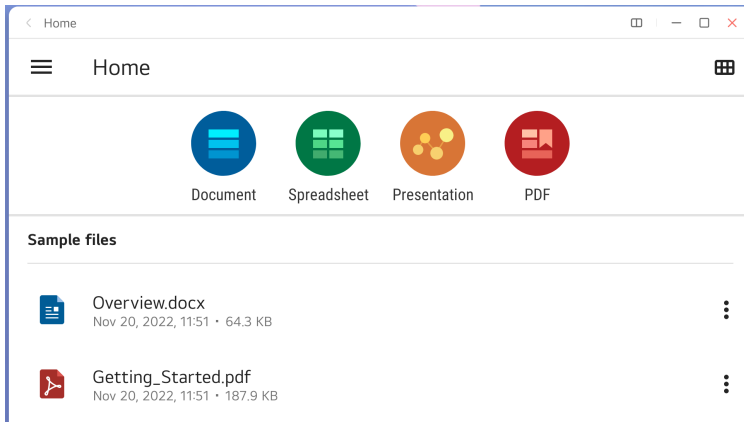 Home
Home
Document Spreadsheet Presentation PDF
Sample files
Overview.docx
Nov 20, 2022, 11:51 • 64.3 KB
Getting_Started.pdf
Nov 20, 2022, 11:51 • 187.9 KB